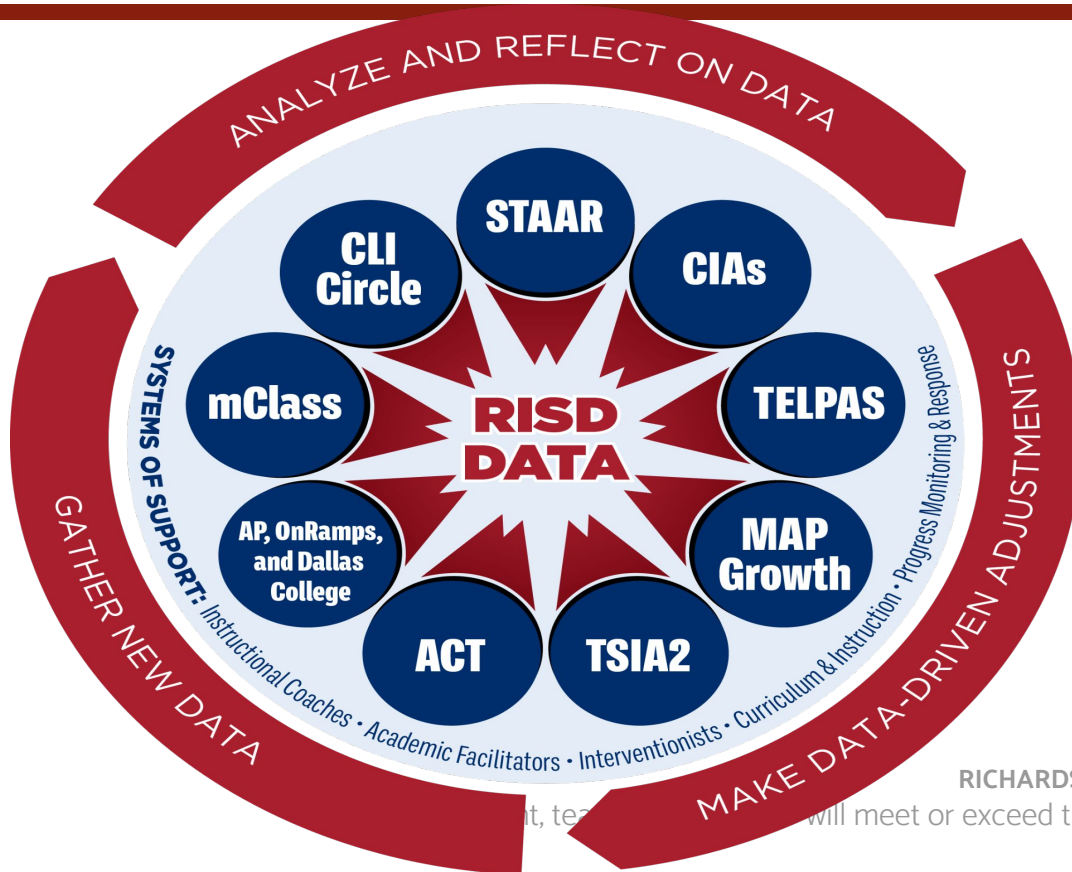 ANALYZE AND REFLECT ON DATA
STAAR
CLI
Circle
CIAs
mClass
RISD
DATA
TELPAS
AP, OnRamps,
and Dallas
College
MAP
Growth
ACT
TSIA2
SYSTEMS OF SUPPORT: Instructional Coaches • Academic Facilitators • Interventionists • Curriculum & Instruction • Progress Monitoring & Response
MAKE DATA-DRIVEN ADJUSTMENTS
GATHER NEW DATA
will meet or exceed